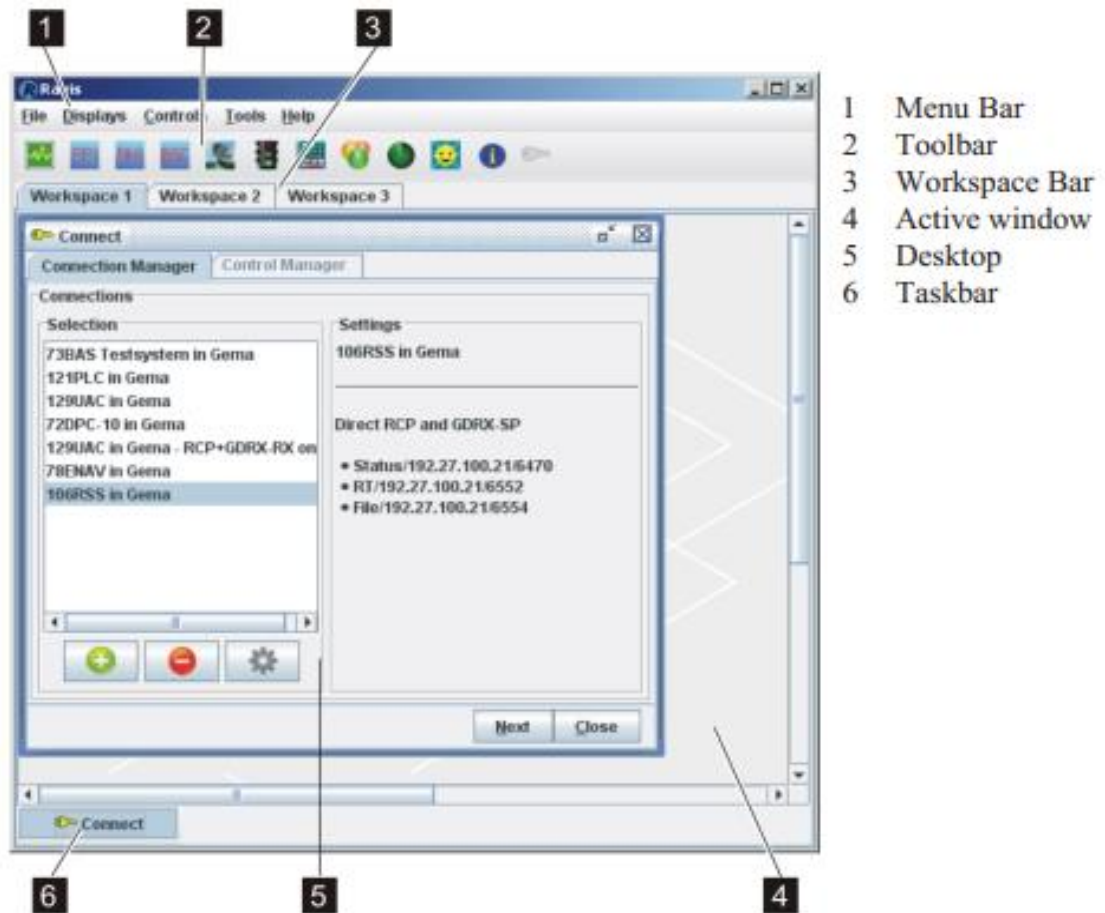 1 2 3
Ravis
File Displays Control Tools Help
Workspace 1 Workspace 2 Workspace 3
Connect
Connection Manager Control Manager
Connections
Selection
73BAS Testsystem in Gema
121PLC in Gema
129UAC in Gema
72DPC-10 in Gema
129UAC in Gema - RCP+GDRX-RX on
78ENAV in Gema
106RSS in Gema
Settings
106RSS in Gema
Direct RCP and GDRX-SP
• Status/192.27.100.21/6470
• RT/192.27.100.21/6552
• File/192.27.100.21/6554
Next Close
Connect
6 5 4
1 Menu Bar
2 Toolbar
3 Workspace Bar
4 Active window
5 Desktop
6 Taskbar